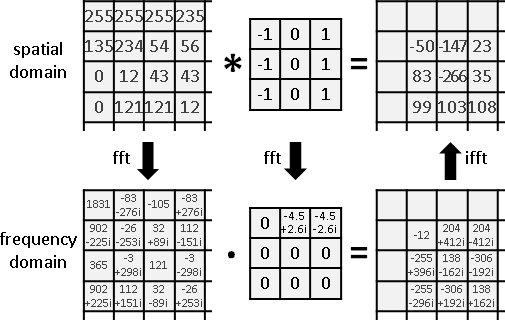 255 255 255 235
135 234 54 56
0 12 43 43
0 121 121 12
spatial
domain
*
-1 0 1
-1 0 1
-1 0 1
=
-50 -147 23
83 -266 35
99 103 108
fft
fft
ifft
1831 -83 -105 -83
-276i +276i
902 -26 32 112
-225i -253i +89i -151i
365 -3 121 -3
+298i -298i
902 112 32 -26
+225i +151i -89i +253i
frequency
domain
·
0 -4.5 -4.5
+2.6i -2.6i
0 0 0
0 0 0
=
-12 204 204
+412i -412i
-255 138 -306
+396i -162i -192i
-255 -306 138
-296i +192i +162i